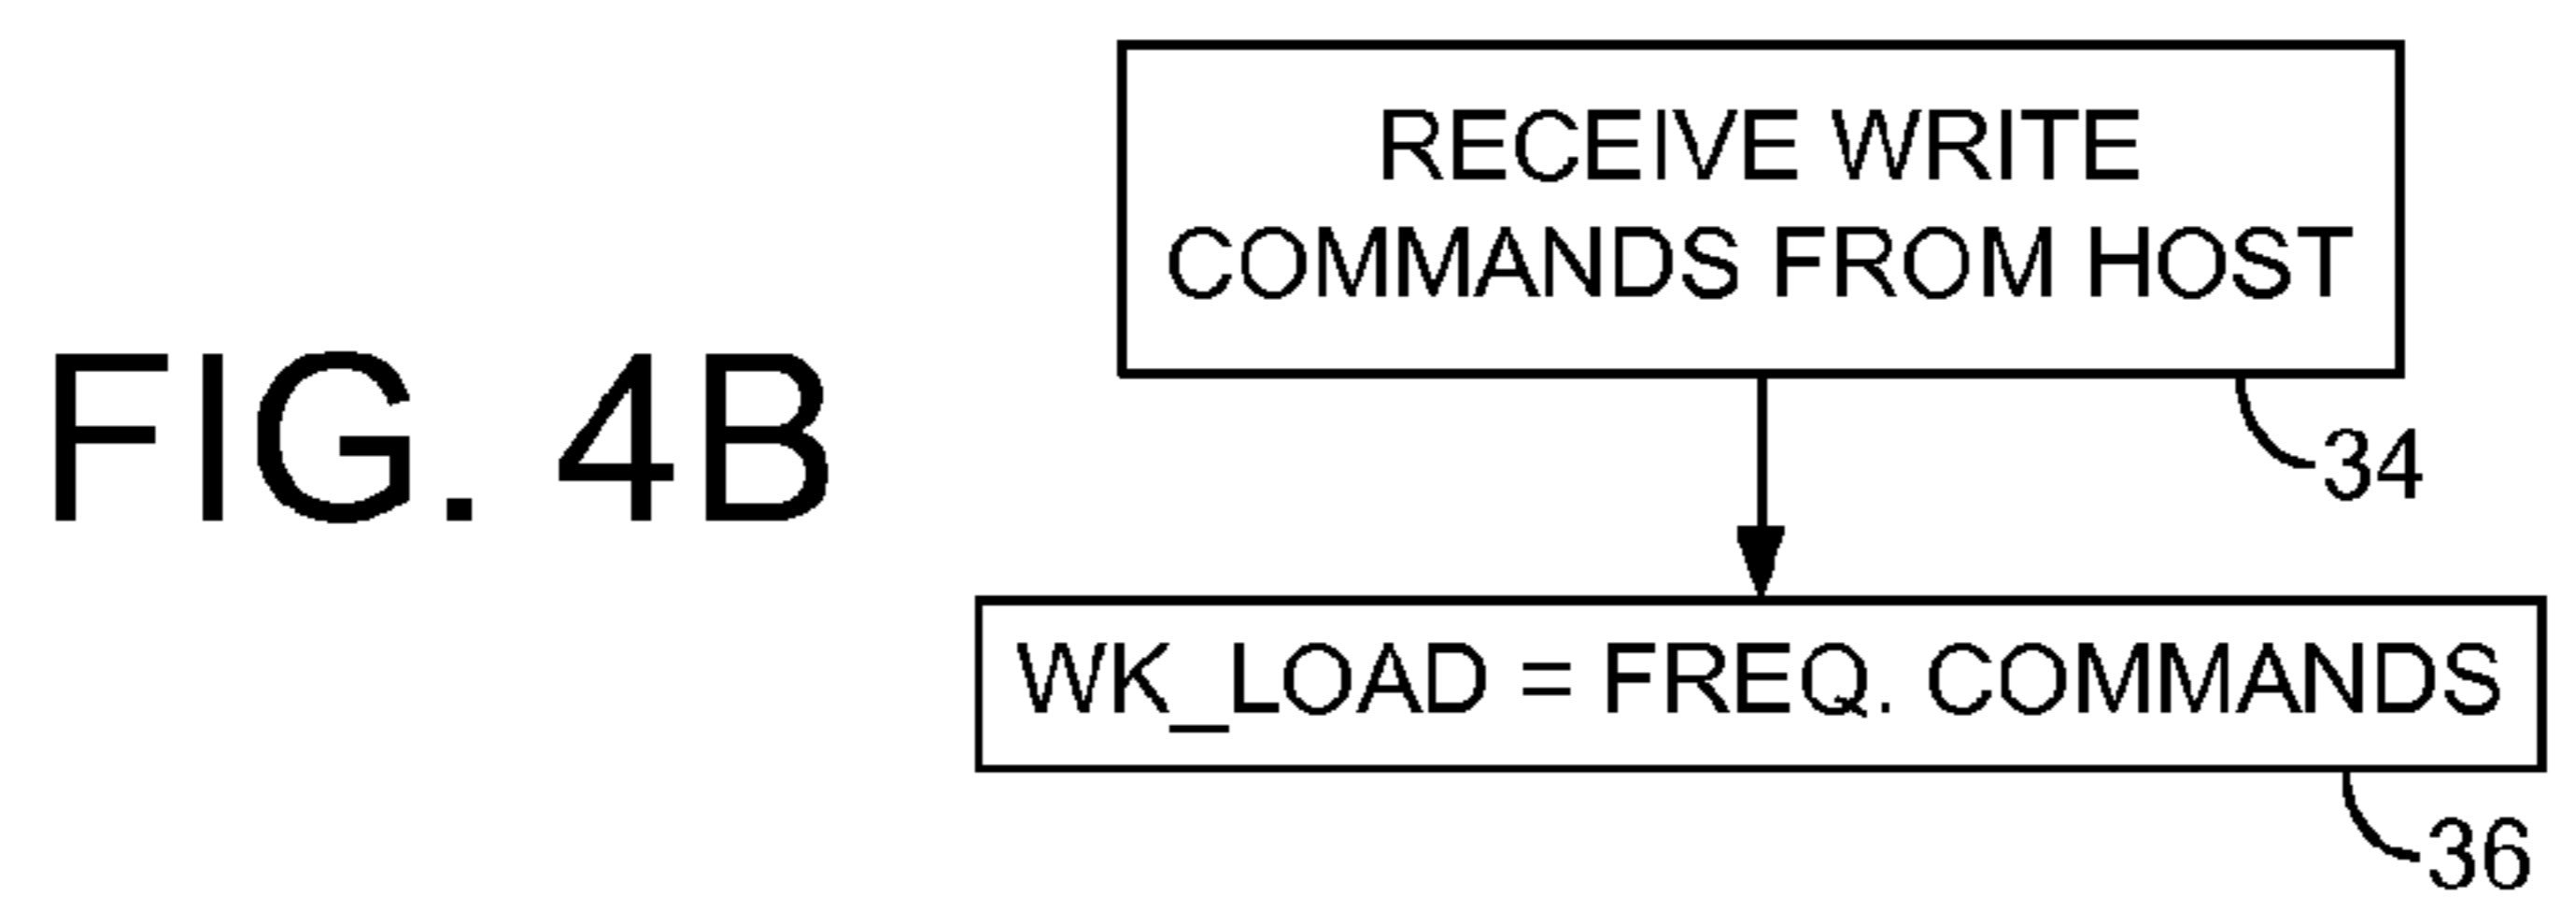 FIG. 4B
RECEIVE WRITE
COMMANDS FROM HOST
34
WK_LOAD = FREQ. COMMANDS
36